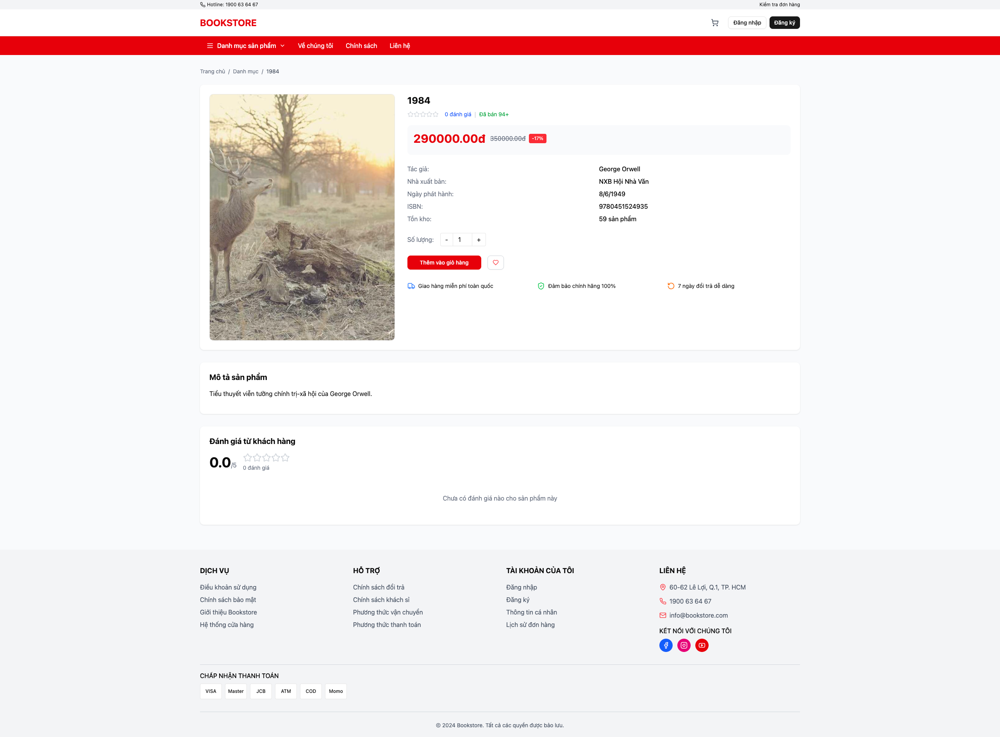 Hotline: 1900 63 64 67
Kiểm tra đơn hàng
BOOKSTORE
Đăng nhập
Đăng ký
Danh mục sản phẩm
Về chúng tôi
Chính sách
Liên hệ
Trang chủ / Danh mục / 1984
1984
0 đánh giá | Đã bán 94+
290000.00đ 350000.00đ -17%
Tác giả: George Orwell
Nhà xuất bản: NXB Hội Nhà Văn
Ngày phát hành: 8/6/1949
ISBN: 9780451524935
Tồn kho: 59 sản phẩm
Số lượng: - 1 +
Thêm vào giỏ hàng
Giao hàng miễn phí toàn quốc
Đảm bảo chính hãng 100%
7 ngày đổi trả dễ dàng
Mô tả sản phẩm
Tiểu thuyết viễn tưởng chính trị-xã hội của George Orwell.
Đánh giá từ khách hàng
0.0/5
0 đánh giá
Chưa có đánh giá nào cho sản phẩm này
DỊCH VỤ
Điều khoản sử dụng
Chính sách bảo mật
Giới thiệu Bookstore
Hệ thống cửa hàng
HỖ TRỢ
Chính sách đổi trả
Chính sách khách sỉ
Phương thức vận chuyển
Phương thức thanh toán
TÀI KHOẢN CỦA TÔI
Đăng nhập
Đăng ký
Thông tin cá nhân
Lịch sử đơn hàng
LIÊN HỆ
60-62 Lê Lợi, Q.1, TP. HCM
1900 63 64 67
info@bookstore.com
KẾT NỐI VỚI CHÚNG TÔI
CHẤP NHẬN THANH TOÁN
VISA
Master
JCB
ATM
COD
Momo
© 2024 Bookstore. Tất cả các quyền được bảo lưu.